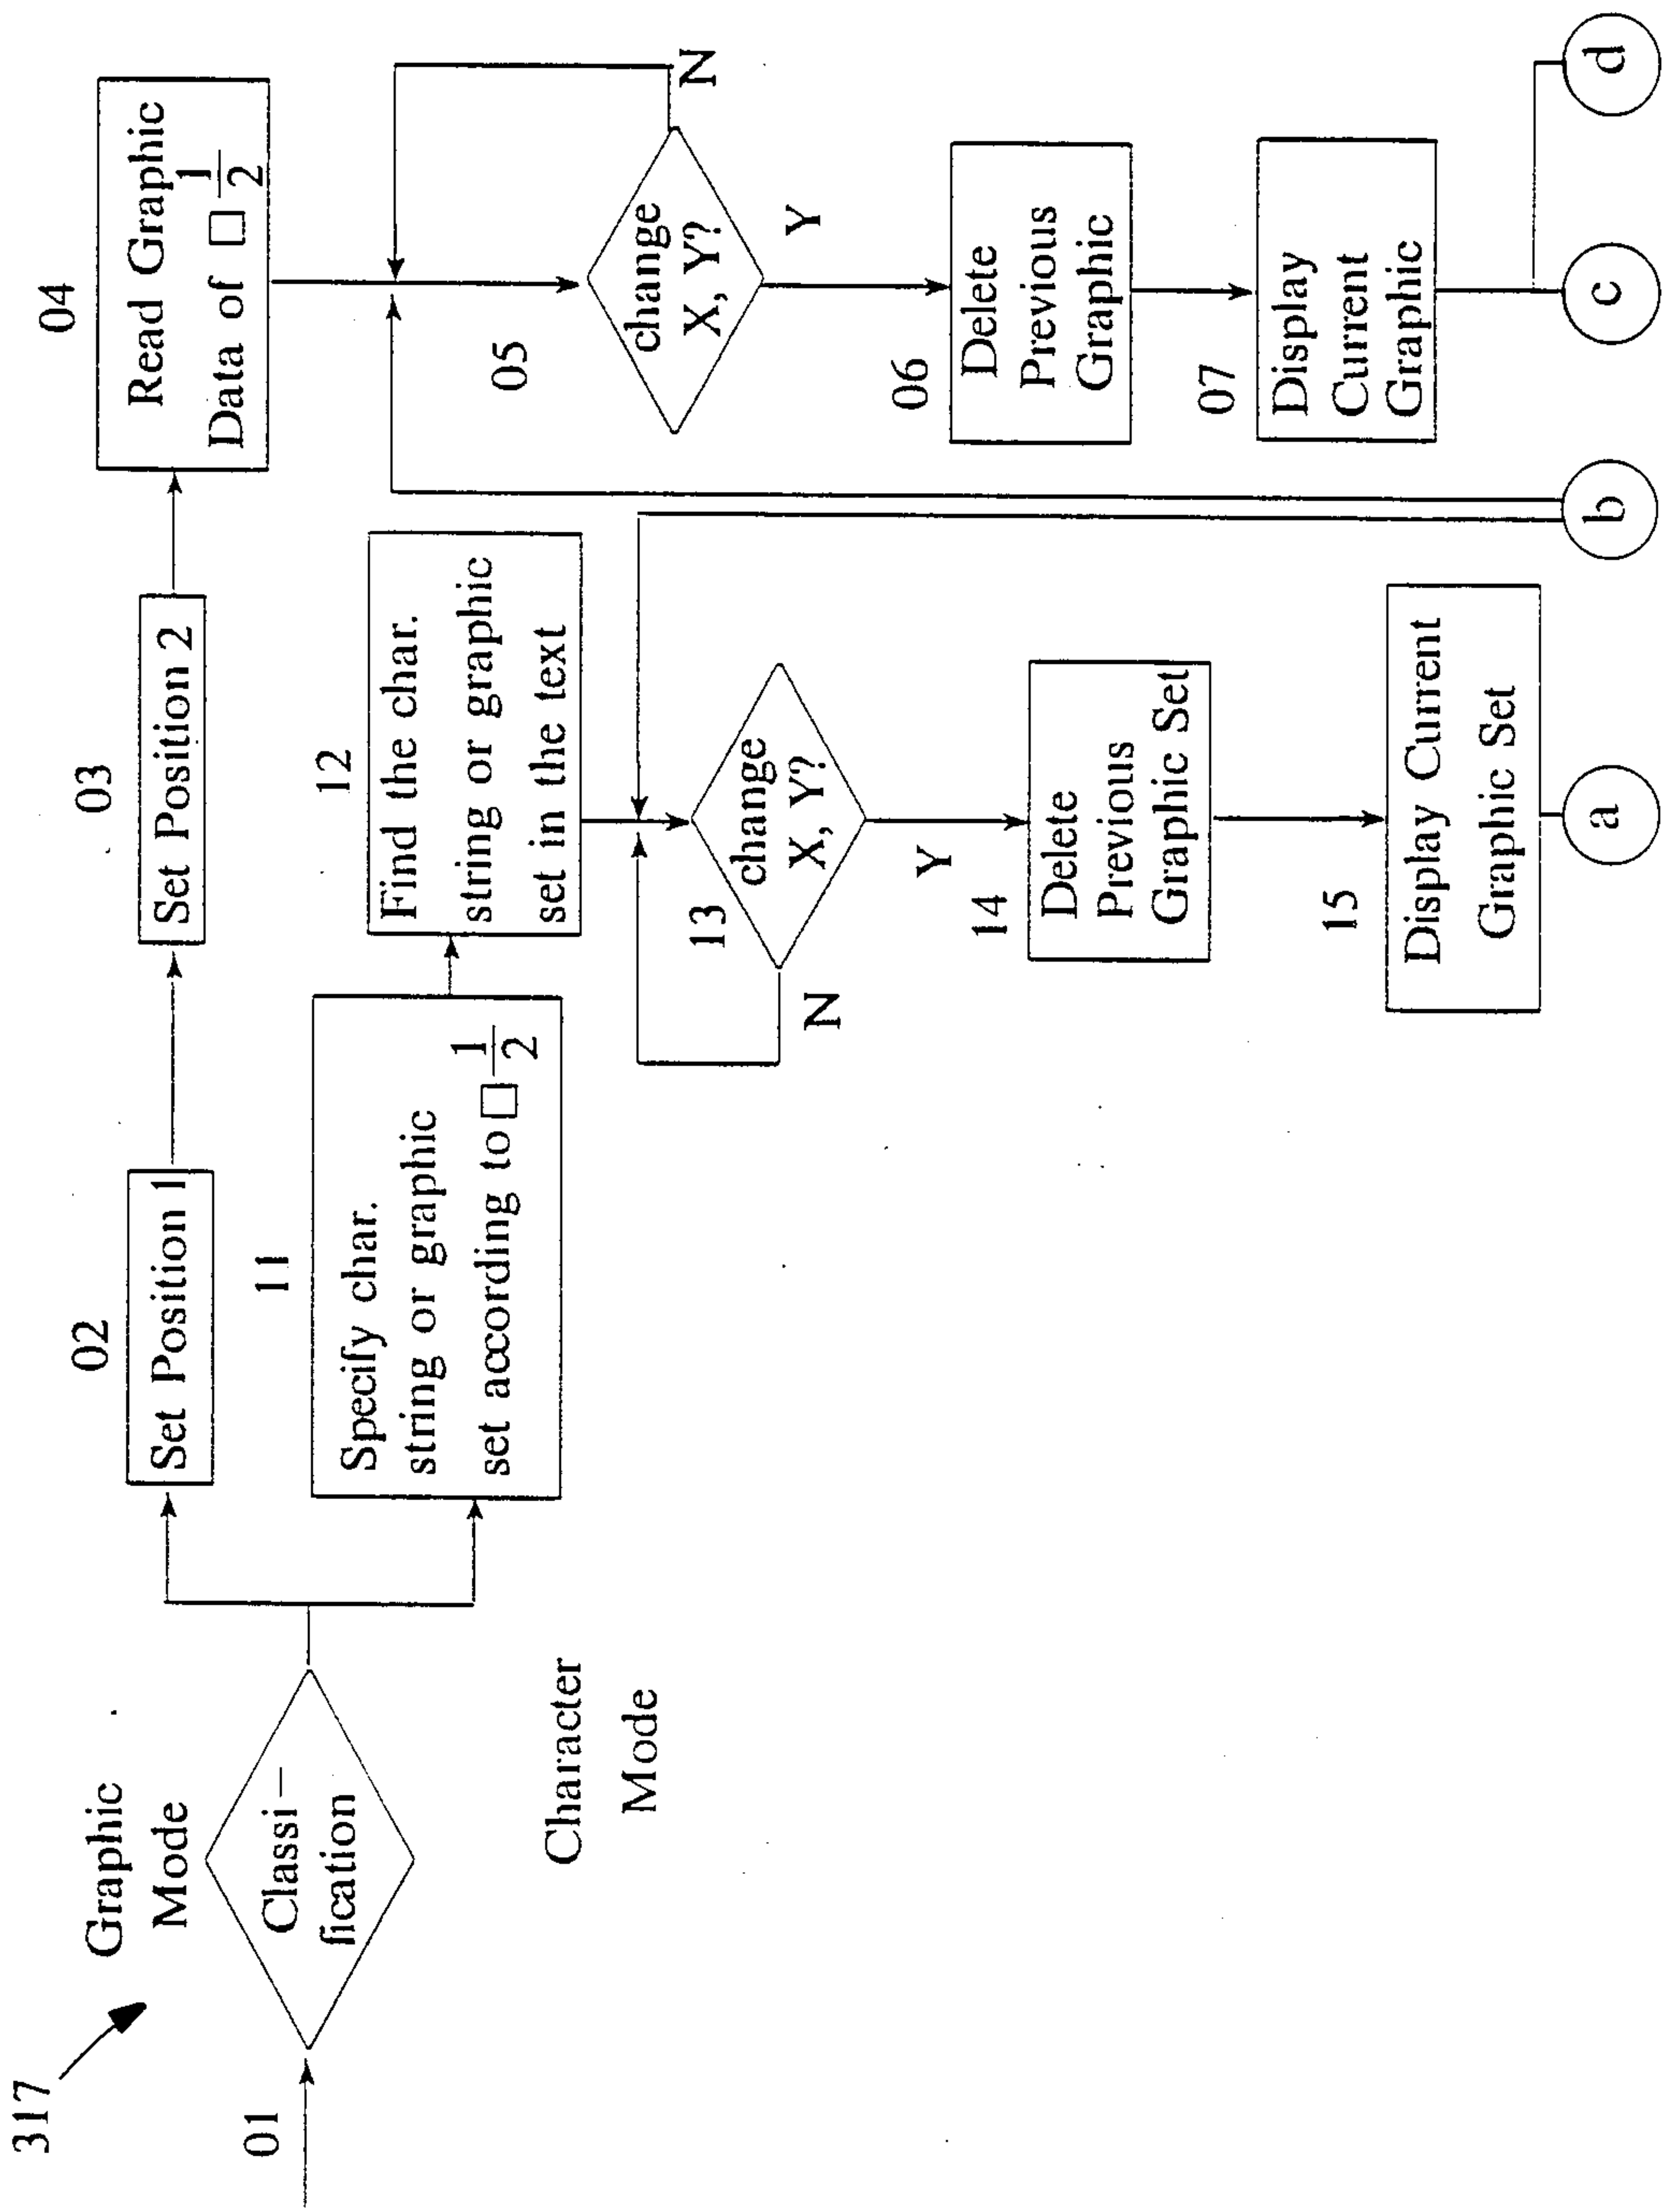 317
Graphic
Mode
01
Classi—
fication
Character
Mode
02
Set Position 1
03
Set Position 2
04
Read Graphic
Data of □ 1/2
05
change
X, Y?
N
Y
06
Delete
Previous
Graphic
07
Display
Current
Graphic
11
Specify char.
string or graphic
set according to □ 1/2
12
Find the char.
string or graphic
set in the text
13
change
X, Y?
N
Y
14
Delete
Previous
Graphic Set
15
Display Current
Graphic Set
a
b
c
d